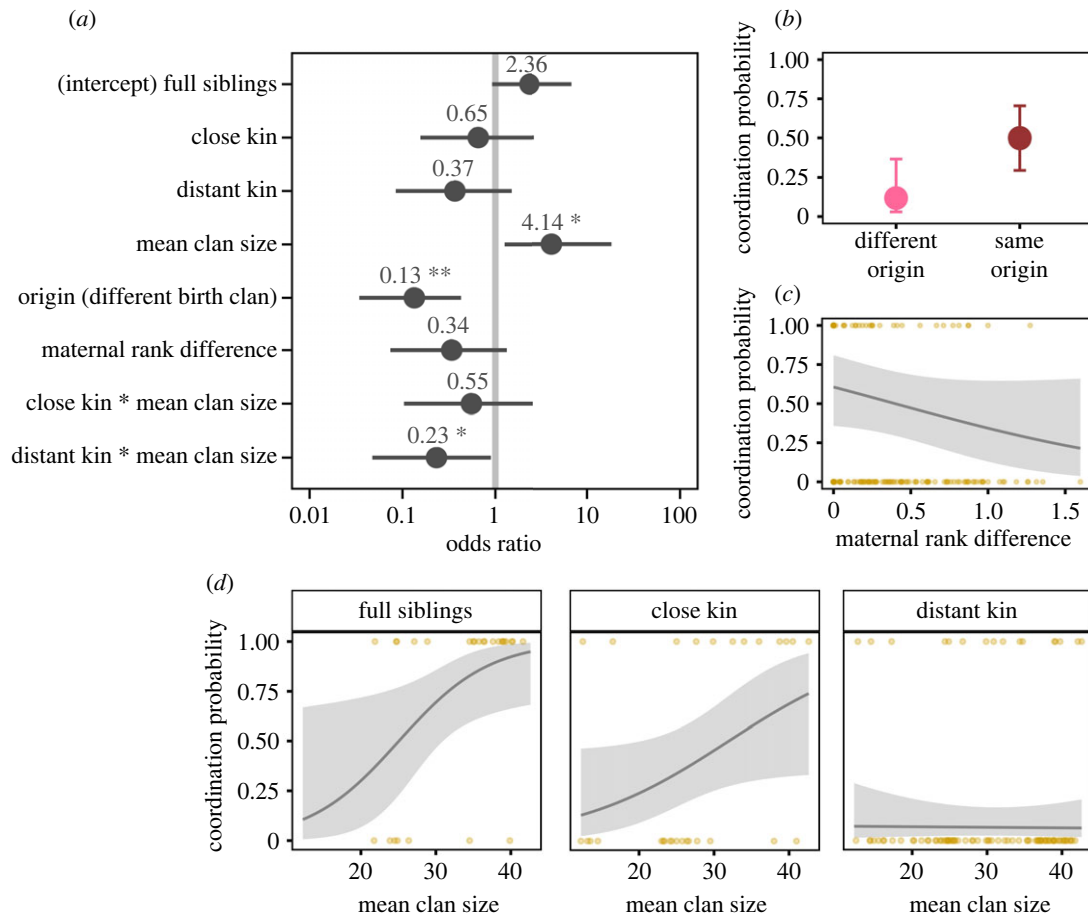 (a)
(intercept) full siblings
close kin
distant kin
mean clan size
origin (different birth clan)
maternal rank difference
close kin * mean clan size
distant kin * mean clan size
2.36
0.65
0.37
4.14 *
0.13 **
0.34
0.55
0.23 *
0.01 0.1 1 10 100
odds ratio
(b)
coordination probability
1.00
0.75
0.50
0.25
0
different origin
same origin
(c)
coordination probability
1.00
0.75
0.50
0.25
0
0 0.5 1.0 1.5
maternal rank difference
(d)
full siblings close kin distant kin
coordination probability
1.00
0.75
0.50
0.25
0
20 30 40 20 30 40 20 30 40
mean clan size mean clan size mean clan size